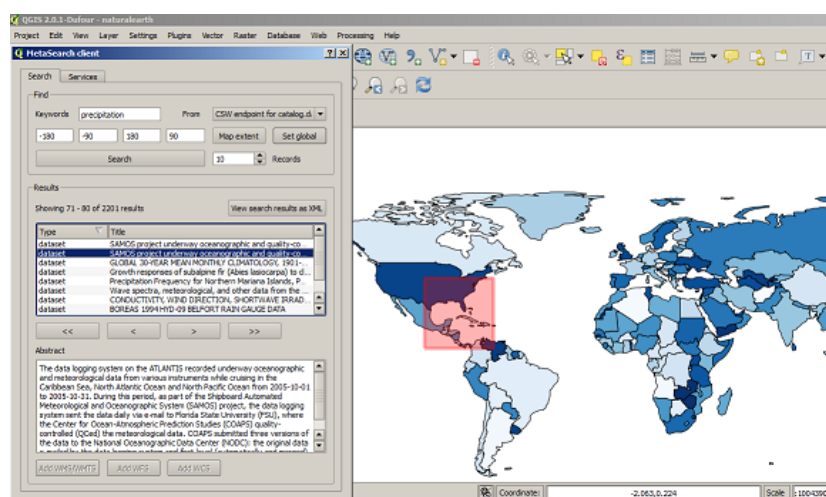 QGIS 2.0.1-Dufour - naturalearth
Project Edit View Layer Settings Plugins Vector Raster Database Web Processing Help
MetaSearch client
Search Services
Find
Keywords precipitation From CSW endpoint for catalog.d
-180 -90 180 90 Map extent Set global
Search 10 Records
Results
Showing 71 - 80 of 2201 results View search results as XML
Type Title
dataset SAMOS project underway oceanographic and quality-co...
dataset SAMOS project underway oceanographic and quality-co...
dataset GLOBAL 30-YEAR MEAN MONTHLY CLIMATOLOGY, 1901-...
dataset Growth responses of subalpine fir (Abies lasiocarpa) to d...
dataset Precipitation Frequency for Northern Mariana Islands, P...
dataset Wave spectra, meteorological, and other data from the ...
dataset CONDUCTIVITY, WIND DIRECTION, SHORTWAVE IRRAD...
dataset BOREAS 1994 HYD-09 BELFORT RAIN GAUGE DATA
<< < > >>
Abstract
The data logging system on the ATLANTIS recorded underway oceanographic
and meteorological data from various instruments while cruising in the
Caribbean Sea, North Atlantic Ocean and North Pacific Ocean from 2005-10-01
to 2005-10-31. During this period, as part of the Shipboard Automated
Meteorological and Oceanographic System (SAMOS) project, the data logging
system sent the data daily via e-mail to Florida State University (FSU), where
the Center for Ocean-Atmospheric Prediction Studies (COAPS) quality-
controlled (QCed) the meteorological data. COAPS submitted three versions of
the data to the National Oceanographic Data Center (NODC): the original data
Add WMS/WMTS Add WFS Add WCS
Coordinate: -2.063,0.224 Scale 1:1004390